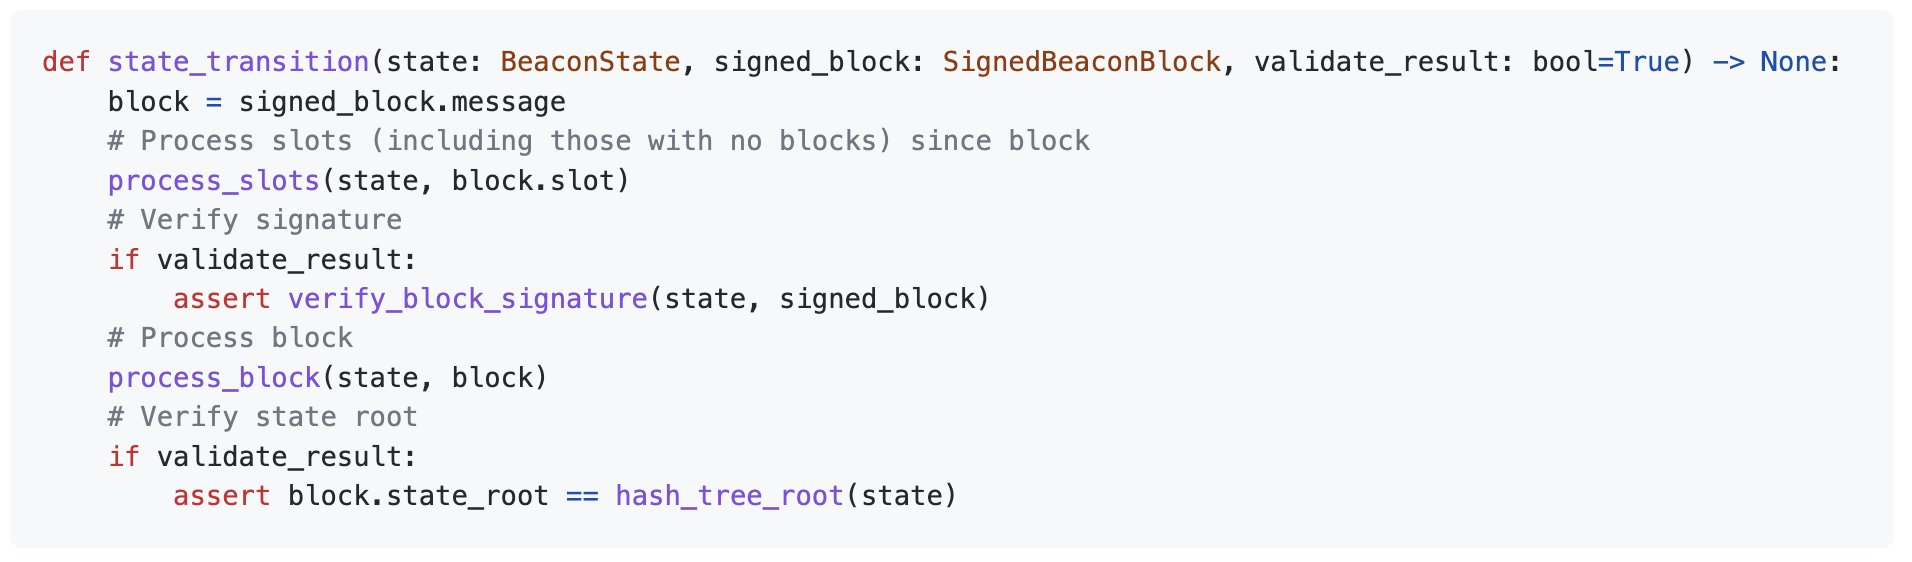 def state_transition(state: BeaconState, signed_block: SignedBeaconBlock, validate_result: bool=True) -> None:
    block = signed_block.message
    # Process slots (including those with no blocks) since block
    process_slots(state, block.slot)
    # Verify signature
    if validate_result:
        assert verify_block_signature(state, signed_block)
    # Process block
    process_block(state, block)
    # Verify state root
    if validate_result:
        assert block.state_root == hash_tree_root(state)